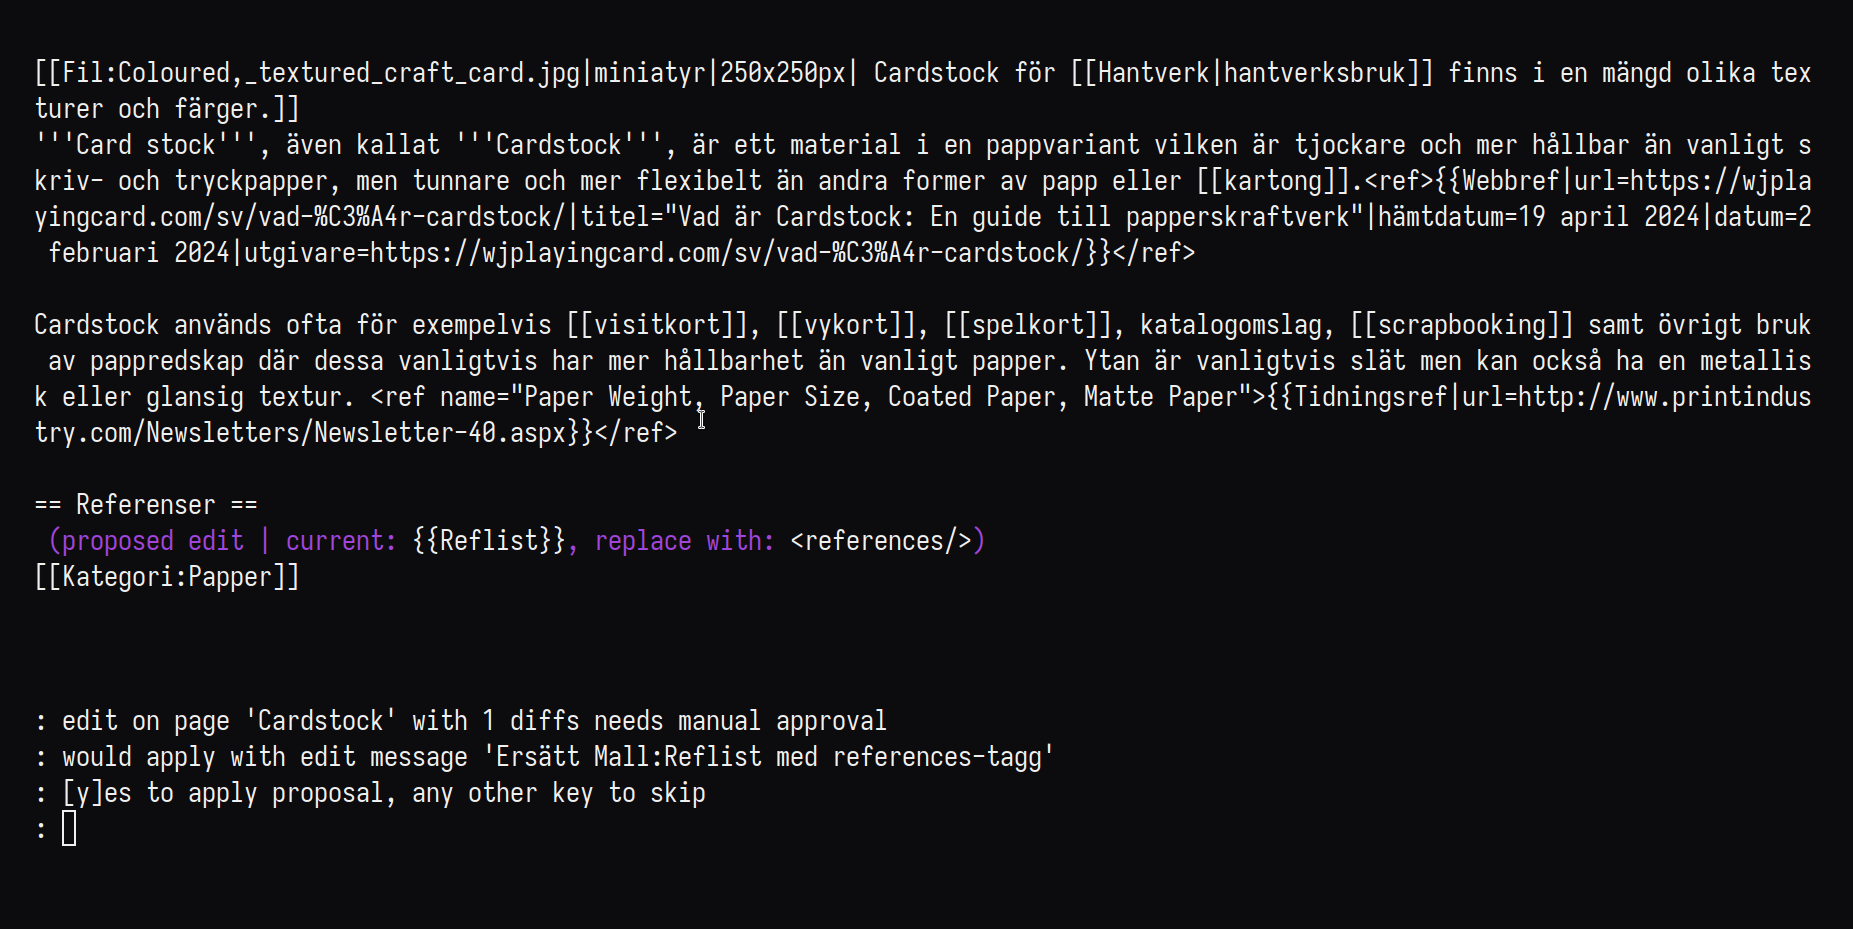 [[Fil:Coloured,_textured_craft_card.jpg|miniatyr|250x250px| Cardstock för [[Hantverk|hantverksbruk]] finns i en mängd olika tex
turer och färger.]]
'''Card stock''', även kallat '''Cardstock''', är ett material i en pappvariant vilken är tjockare och mer hållbar än vanligt s
kriv- och tryckpapper, men tunnare och mer flexibelt än andra former av papp eller [[kartong]].<ref>{{Webbref|url=https://wjpla
yingcard.com/sv/vad-%C3%A4r-cardstock/|titel="Vad är Cardstock: En guide till papperskraftverk"|hämtdatum=19 april 2024|datum=2
 februari 2024|utgivare=https://wjplayingcard.com/sv/vad-%C3%A4r-cardstock/}}</ref>

Cardstock används ofta för exempelvis [[visitkort]], [[vykort]], [[spelkort]], katalogomslag, [[scrapbooking]] samt övrigt bruk
 av pappredskap där dessa vanligtvis har mer hållbarhet än vanligt papper. Ytan är vanligtvis slät men kan också ha en metallis
k eller glansig textur. <ref name="Paper Weight, Paper Size, Coated Paper, Matte Paper">{{Tidningsref|url=http://www.printindus
try.com/Newsletters/Newsletter-40.aspx}}</ref>

== Referenser ==
 (proposed edit | current: {{Reflist}}, replace with: <references/>)
[[Kategori:Papper]]

: edit on page 'Cardstock' with 1 diffs needs manual approval
: would apply with edit message 'Ersätt Mall:Reflist med references-tagg'
: [y]es to apply proposal, any other key to skip
: